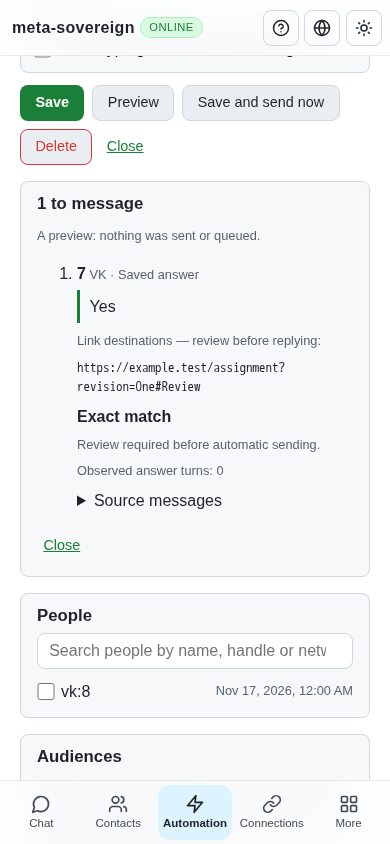 meta-sovereign ONLINE
Save Preview Save and send now
Delete Close
1 to message
A preview: nothing was sent or queued.
1. 7 VK · Saved answer
Yes
Link destinations — review before replying:
https://example.test/assignment?
revision=One#Review
Exact match
Review required before automatic sending.
Observed answer turns: 0
Source messages
Close
People
Search people by name, handle or netw
vk:8 Nov 17, 2026, 12:00 AM
Audiences
Chat Contacts Automation Connections More